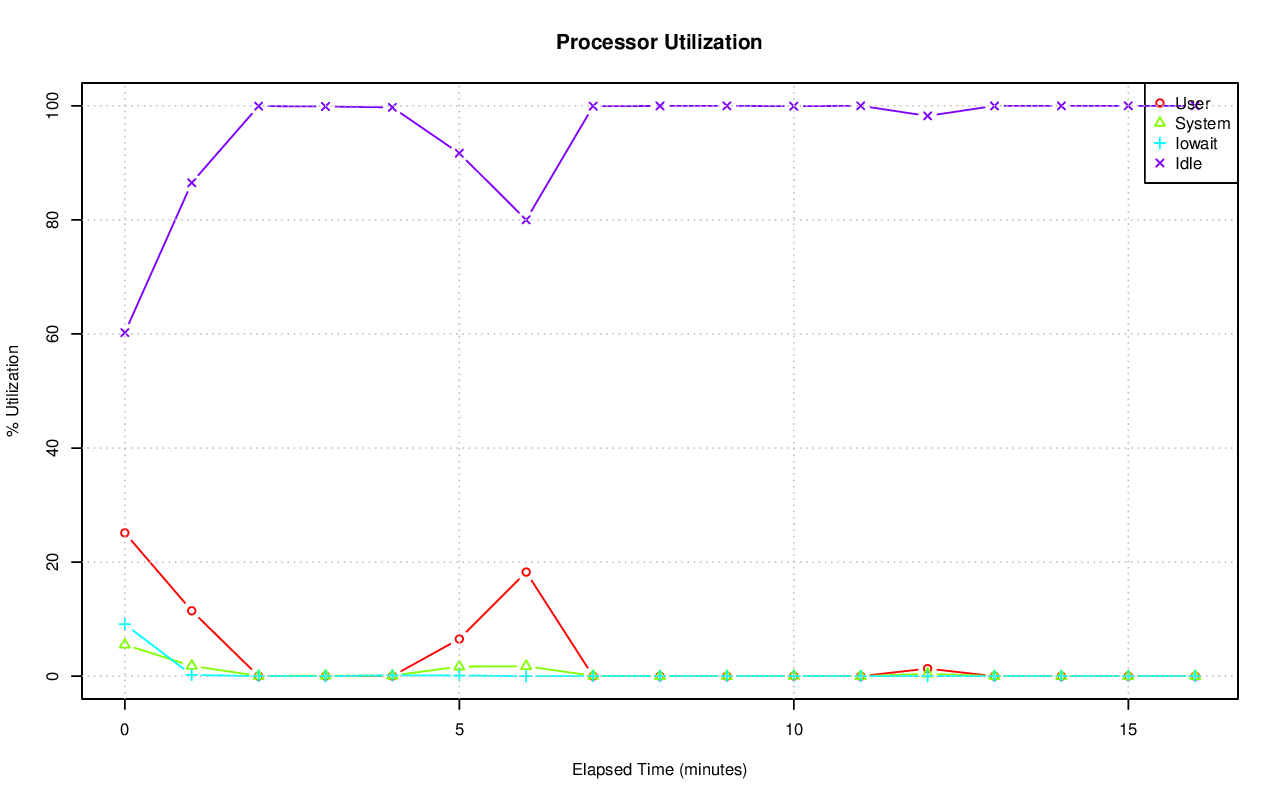 Processor Utilization
% Utilization
100
80
60
40
20
0
User
System
Iowait
Idle
0 5 10 15
Elapsed Time (minutes)